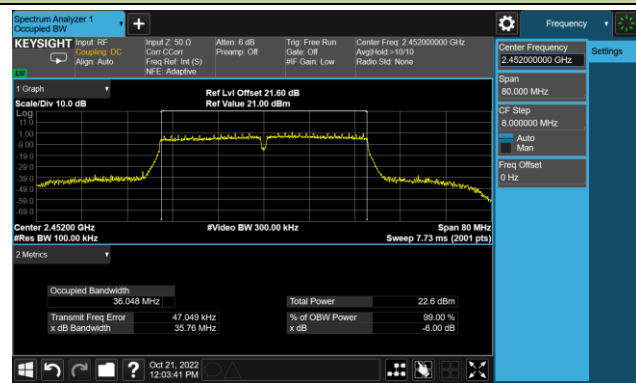 Spectrum Analyzer 1
Occupied BW
+
Frequency
KEYSIGHT
Input: RF
Coupling: DC
Align: Auto
Input Z: 50 Ω
Corr CCorr
Freq Ref: Int (S)
NFE: Adaptive
Atten: 6 dB
Preamp: Off
Trig: Free Run
Gate: Off
#IF Gain: Low
Center Freq: 2.452000000 GHz
Avg|Hold:>10/10
Radio Std: None
Center Frequency
2.452000000 GHz
Settings
Span
80.000 MHz
CF Step
8.000000 MHz
Auto
Man
Freq Offset
0 Hz
1 Graph
Scale/Div 10.0 dB
Ref Lvl Offset 21.60 dB
Ref Value 21.00 dBm
Log
11.0
1.00
-9.00
-19.0
-29.0
-39.0
-49.0
-59.0
-69.0
Center 2.45200 GHz
#Res BW 100.00 kHz
#Video BW 300.00 kHz
Span 80 MHz
Sweep 7.73 ms (2001 pts)
2 Metrics
Occupied Bandwidth
36.048 MHz
Total Power 22.6 dBm
Transmit Freq Error 47.049 kHz
% of OBW Power 99.00 %
x dB Bandwidth 35.76 MHz
x dB -6.00 dB
?
Oct 21, 2022
12:03:41 PM